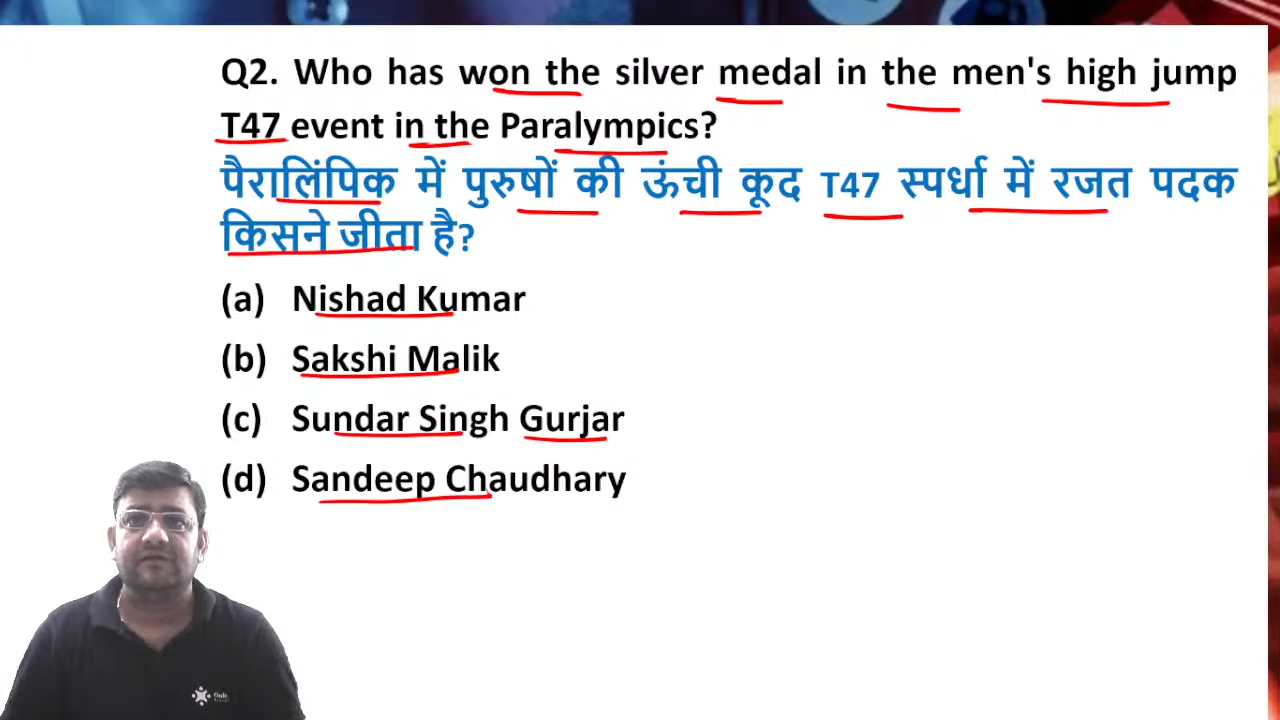 Q2. Who has won the silver medal in the men's high jump
T47 event in the Paralympics?
पैरालिंपिक में पुरुषों की ऊंची कूद T47 स्पर्धा में रजत पदक
किसने जीता है?
(a) Nishad Kumar
(b) Sakshi Malik
(c) Sundar Singh Gurjar
(d) Sandeep Chaudhary